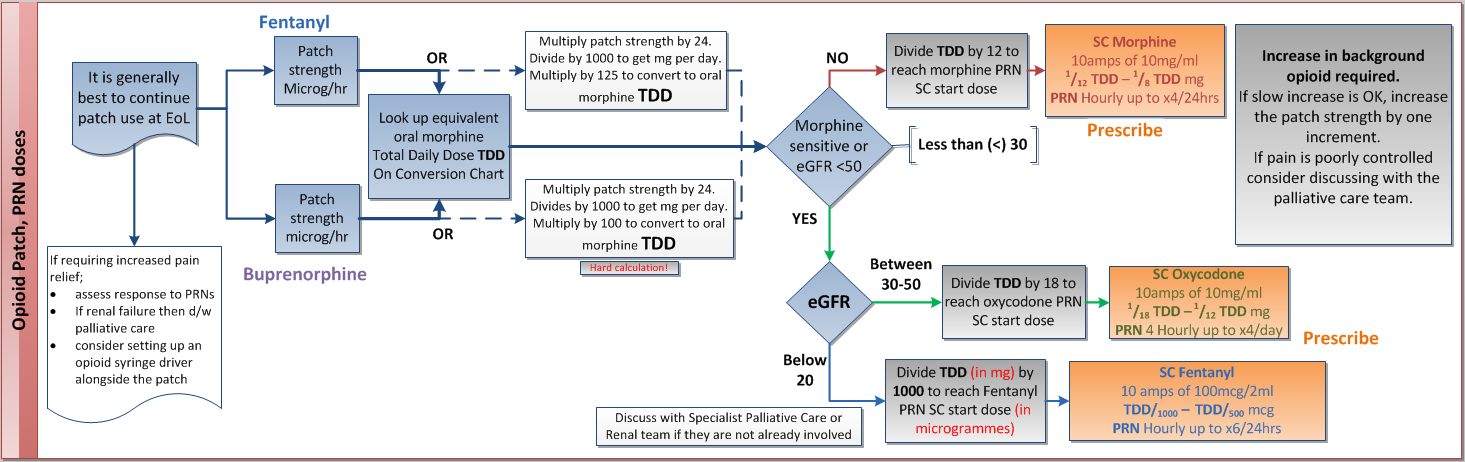 Opioid Patch, PRN doses
It is generally
best to continue
patch use at EoL
If requiring increased pain
relief;
• assess response to PRNs
• If renal failure then d/w
palliative care
• consider setting up an
opioid syringe driver
alongside the patch
Fentanyl
Patch
strength
Microg/hr
Patch
strength
microg/hr
Buprenorphine
OR
Look up equivalent
oral morphine
Total Daily Dose TDD
On Conversion Chart
OR
Multiply patch strength by 24.
Divide by 1000 to get mg per day.
Multiply by 125 to convert to oral
morphine TDD
Multiply patch strength by 24.
Divides by 1000 to get mg per day.
Multiply by 100 to convert to oral
morphine TDD
Hard calculation!
Morphine
sensitive or
eGFR <50
Less than (<) 30
NO
Divide TDD by 12 to
reach morphine PRN
SC start dose
SC Morphine
10amps of 10mg/ml
1/12 TDD – 1/8 TDD mg
PRN Hourly up to x4/24hrs
Prescribe
YES
eGFR
Between
30-50
Divide TDD by 18 to
reach oxycodone PRN
SC start dose
SC Oxycodone
10amps of 10mg/ml
1/18 TDD – 1/12 TDD mg
PRN 4 Hourly up to x4/day
Prescribe
Below
20
Divide TDD (in mg) by
1000 to reach Fentanyl
PRN SC start dose (in
microgrammes)
SC Fentanyl
10 amps of 100mcg/2ml
TDD/1000 – TDD/500 mcg
PRN Hourly up to x6/24hrs
Discuss with Specialist Palliative Care or
Renal team if they are not already involved
Increase in background
opioid required.
If slow increase is OK, increase
the patch strength by one
increment.
If pain is poorly controlled
consider discussing with the
palliative care team.